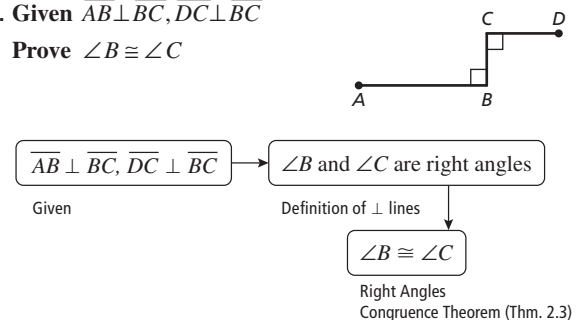 . Given AB⊥BC, DC⊥BC
Prove ∠B ≅ ∠C
C D
A B
AB ⊥ BC, DC ⊥ BC
∠B and ∠C are right angles
Given
Definition of ⊥ lines
∠B ≅ ∠C
Right Angles
Congruence Theorem (Thm. 2.3)